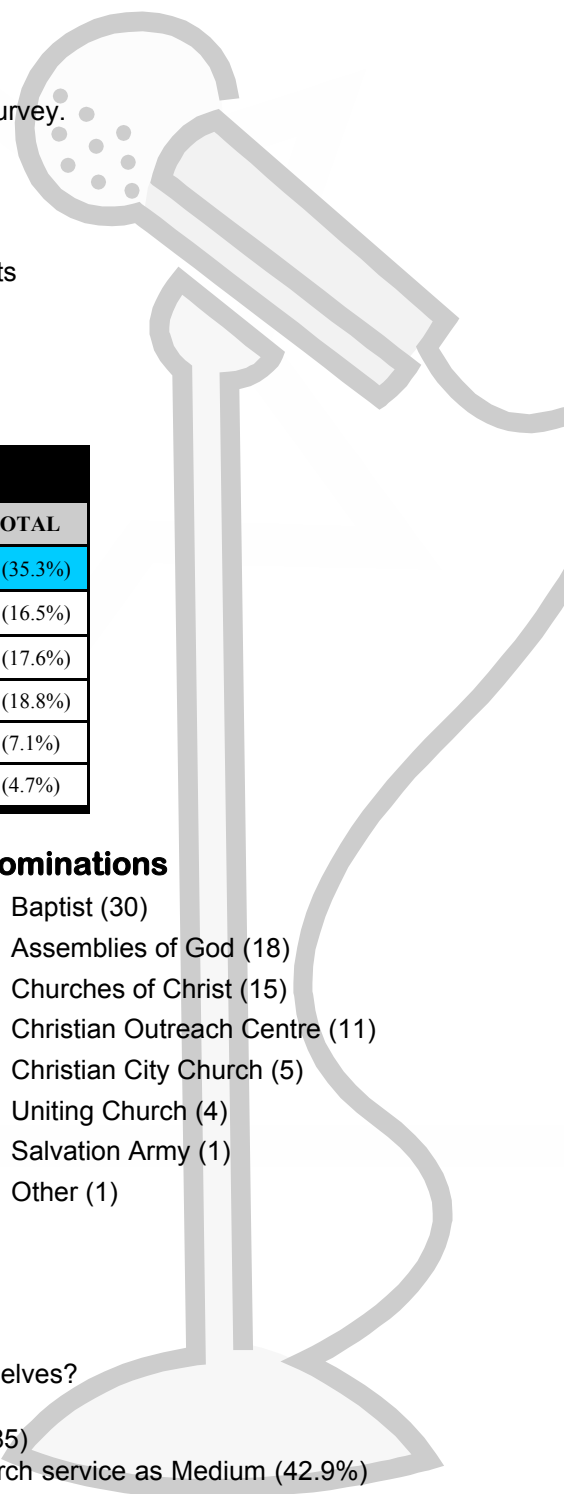 urvey.
ts
OTAL
(35.3%)
(16.5%)
(17.6%)
(18.8%)
(7.1%)
(4.7%)
ominations
Baptist (30)
Assemblies of God (18)
Churches of Christ (15)
Christian Outreach Centre (11)
Christian City Church (5)
Uniting Church (4)
Salvation Army (1)
Other (1)
elves?
35)
rch service as Medium (42.9%)